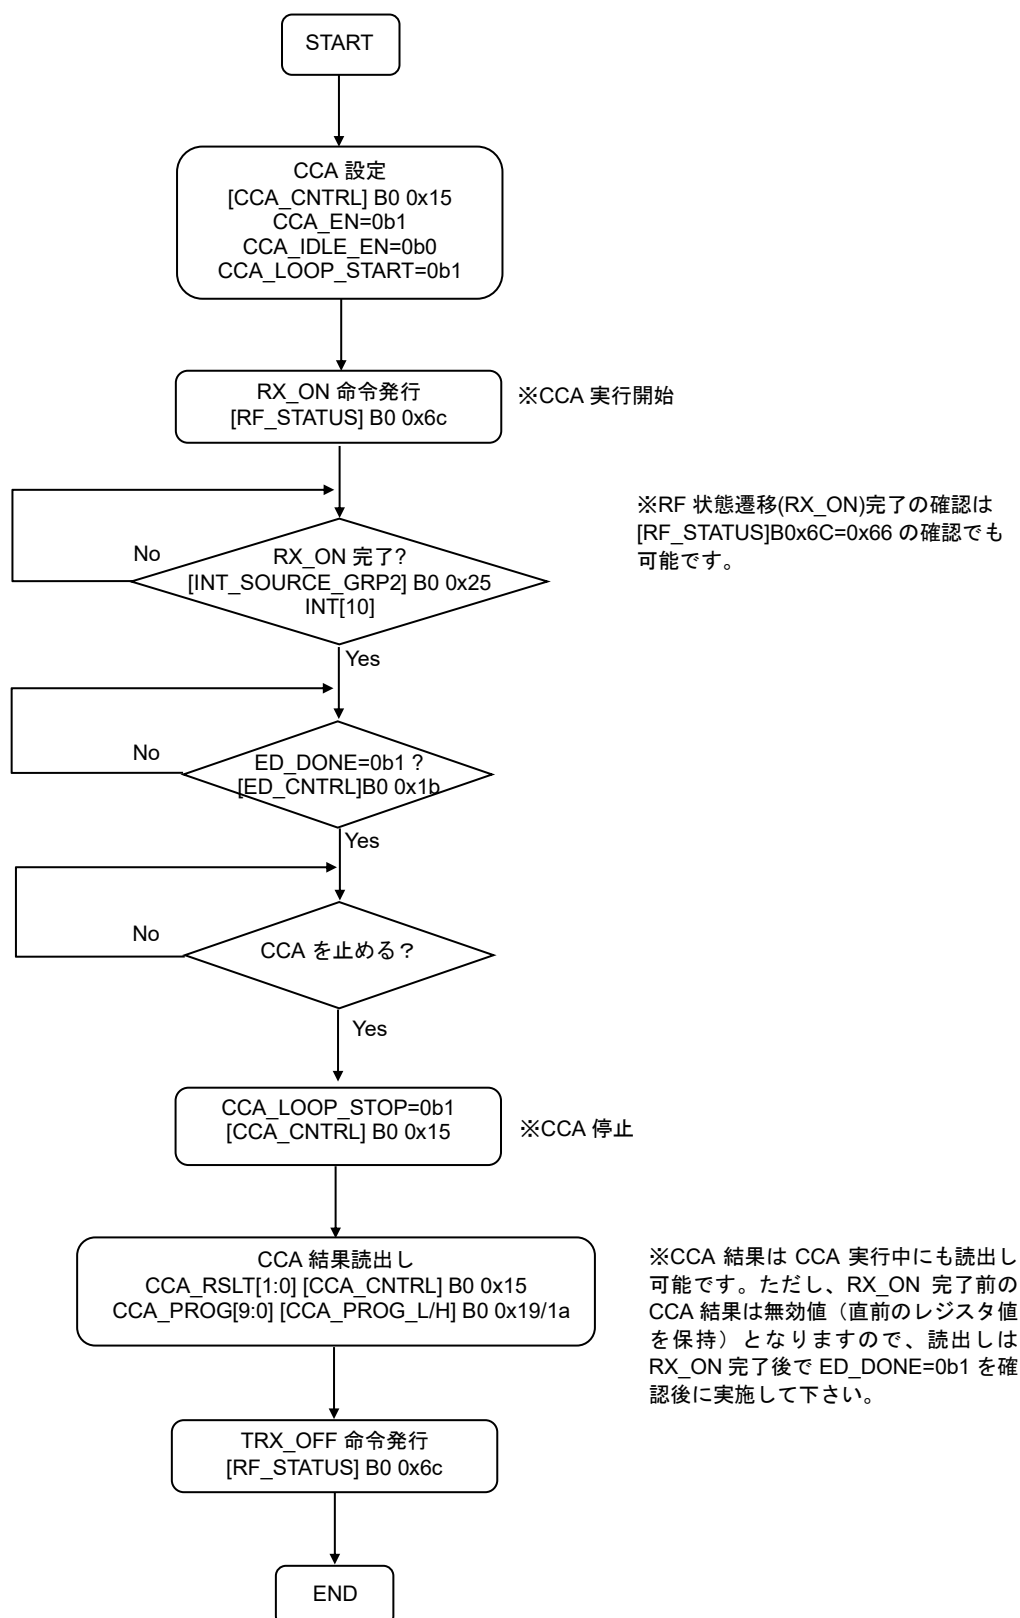 START
CCA 設定
[CCA_CNTRL] B0 0x15
CCA_EN=0b1
CCA_IDLE_EN=0b0
CCA_LOOP_START=0b1
RX_ON 命令発行
[RF_STATUS] B0 0x6c
※CCA 実行開始
※RF 状態遷移(RX_ON)完了の確認は
[RF_STATUS]B0x6C=0x66 の確認でも
可能です。
No
RX_ON 完了?
[INT_SOURCE_GRP2] B0 0x25
INT[10]
Yes
No
ED_DONE=0b1 ?
[ED_CNTRL]B0 0x1b
Yes
No
CCA を止める？
Yes
CCA_LOOP_STOP=0b1
[CCA_CNTRL] B0 0x15
※CCA 停止
CCA 結果読出し
CCA_RSLT[1:0] [CCA_CNTRL] B0 0x15
CCA_PROG[9:0] [CCA_PROG_L/H] B0 0x19/1a
※CCA 結果は CCA 実行中にも読出し
可能です。ただし、RX_ON 完了前の
CCA 結果は無効値（直前のレジスタ値
を保持）となりますので、読出しは
RX_ON 完了後で ED_DONE=0b1 を確
認後に実施して下さい。
TRX_OFF 命令発行
[RF_STATUS] B0 0x6c
END